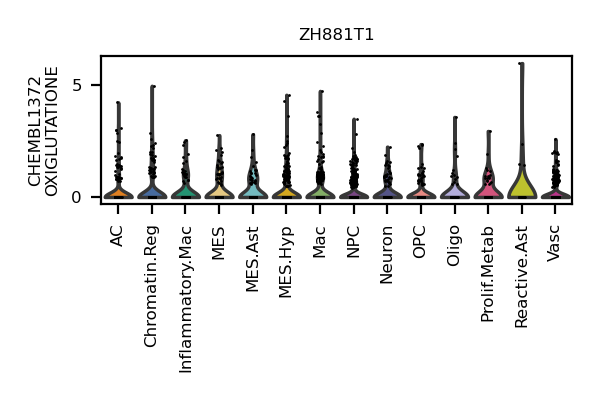 ZH881T1
CHEMBL1372
OXIGLUTATIONE
5
0
AC
Chromatin.Reg
Inflammatory.Mac
MES
MES.Ast
MES.Hyp
Mac
NPC
Neuron
OPC
Oligo
Prolif.Metab
Reactive.Ast
Vasc